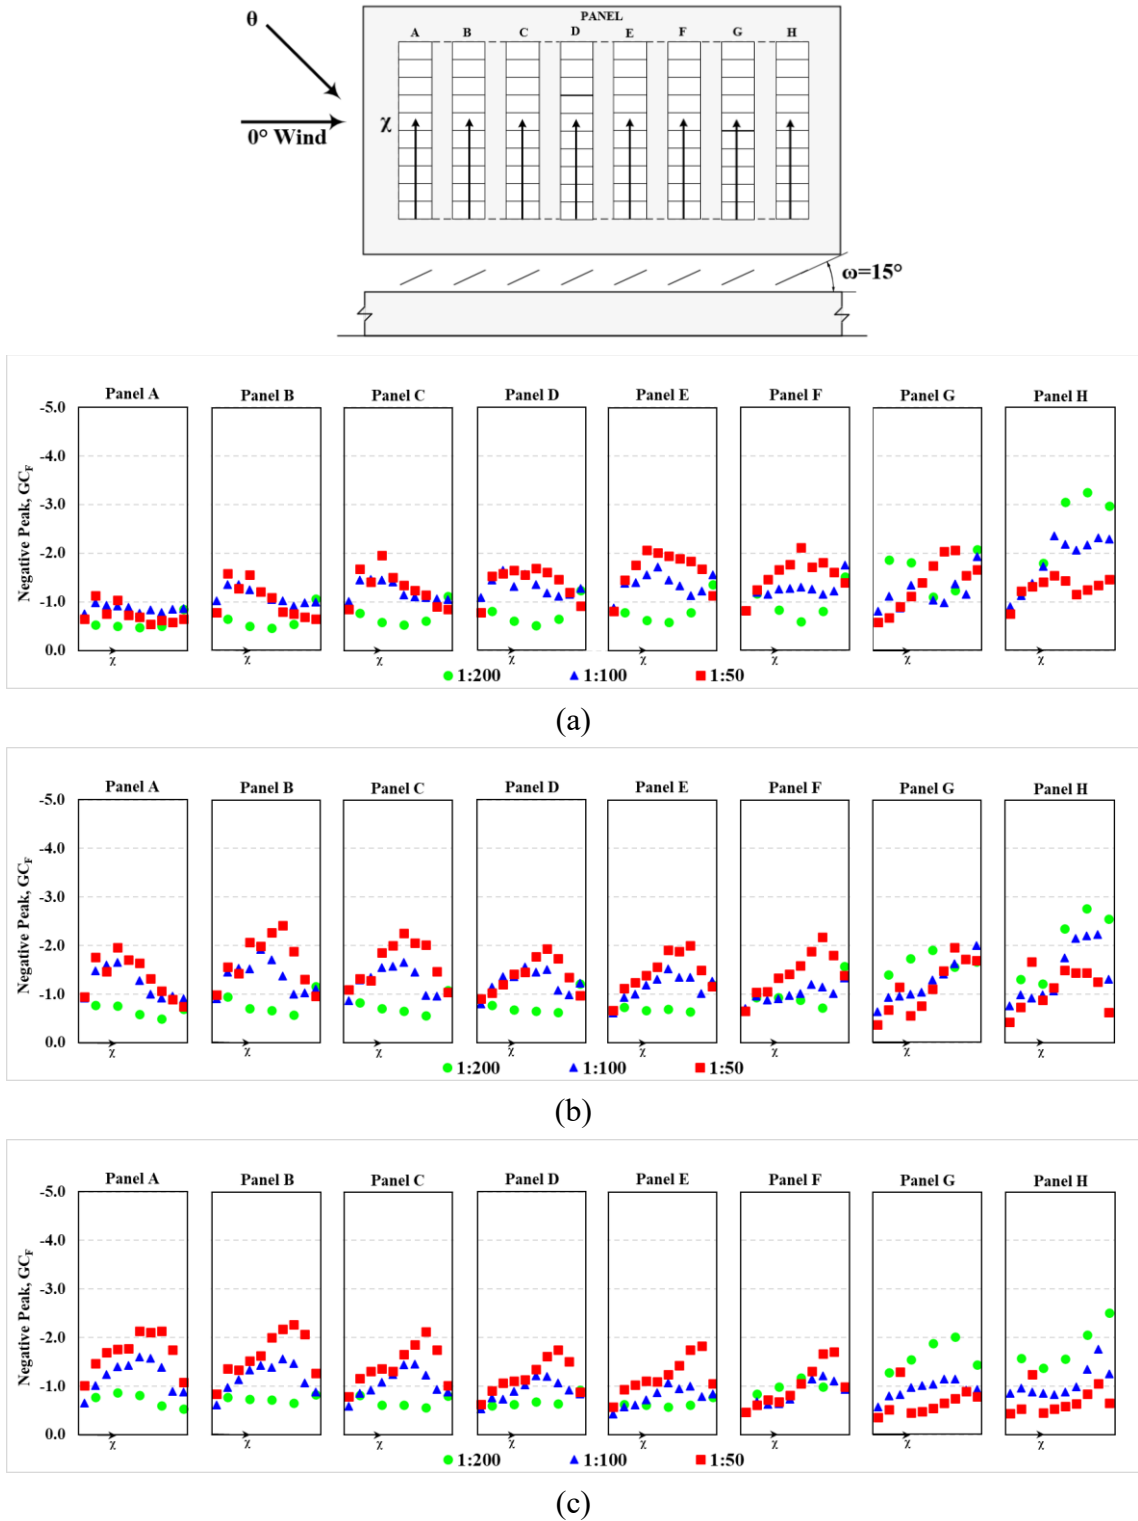 θ
0° Wind
PANEL
A B C D E F G H
χ
ω=15°
Panel A Panel B Panel C Panel D Panel E Panel F Panel G Panel H
Negative Peak, GC_F
-5.0
-4.0
-3.0
-2.0
-1.0
0.0
χ χ χ χ χ χ χ χ
1:200 1:100 1:50
(a)
Panel A Panel B Panel C Panel D Panel E Panel F Panel G Panel H
Negative Peak, GC_F
-5.0
-4.0
-3.0
-2.0
-1.0
0.0
χ χ χ χ χ χ χ χ
1:200 1:100 1:50
(b)
Panel A Panel B Panel C Panel D Panel E Panel F Panel G Panel H
Negative Peak, GC_F
-5.0
-4.0
-3.0
-2.0
-1.0
0.0
χ χ χ χ χ χ χ χ
1:200 1:100 1:50
(c)